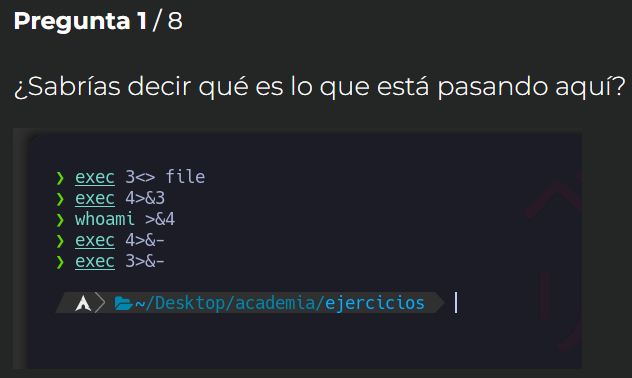 Pregunta 1 / 8
¿Sabrías decir qué es lo que está pasando aquí?
❯ exec 3<> file
❯ exec 4>&3
❯ whoami >&4
❯ exec 4>&-
❯ exec 3>&-
~/Desktop/academia/ejercicios